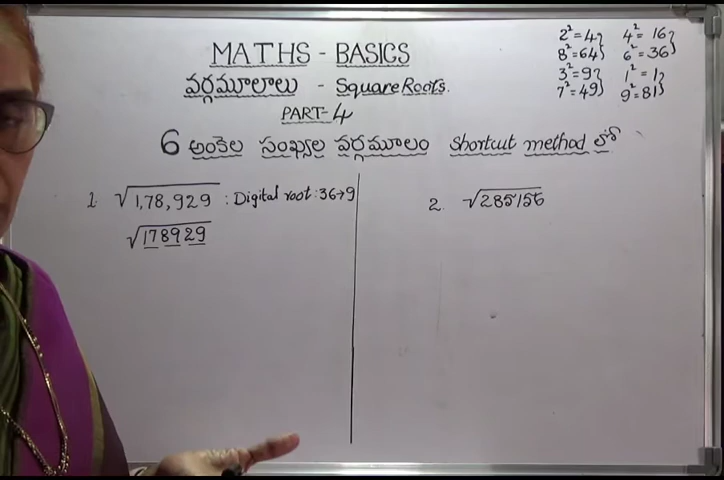 MATHS - BASICS
వర్గమూలాలు - Square Roots.
PART-4
6 అంకెల సంఖ్యల వర్గమూలం shortcut method లో
2²=4 4²=16
8²=64 6²=36
3²=9 1²=1
7²=49 9²=81
1. √1,78,929 : Digital root : 36→9
√178929
2. √285156